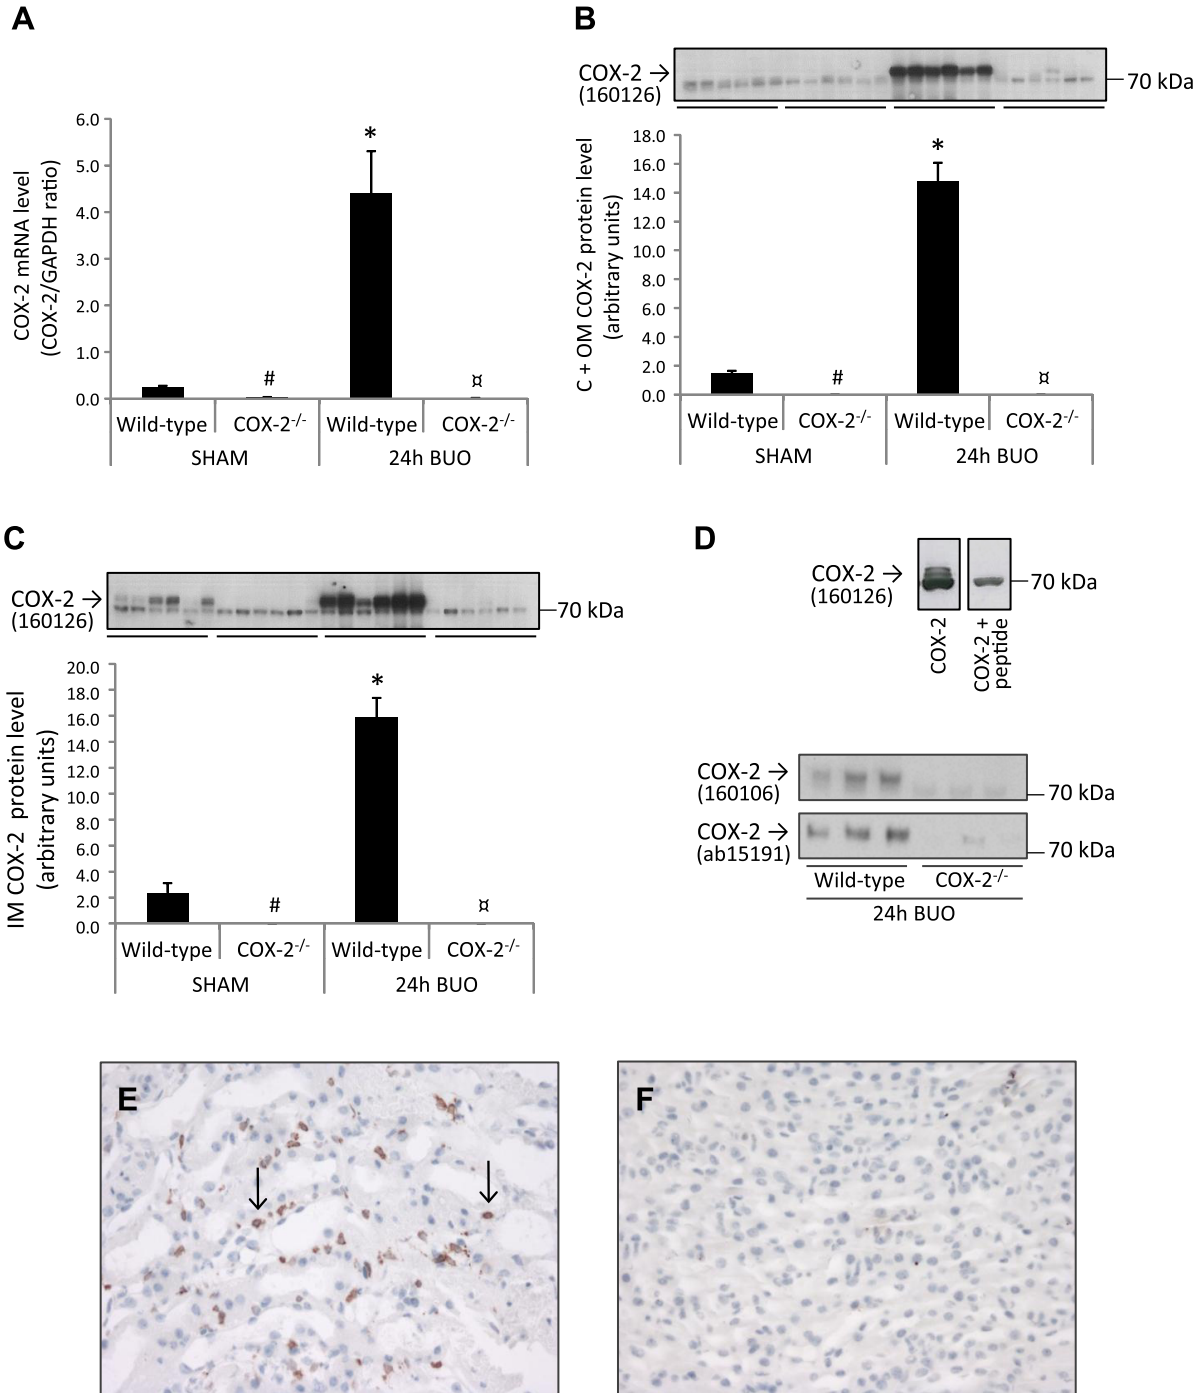 A
COX-2 mRNA level
(COX-2/GAPDH ratio)
6.0
5.0
4.0
3.0
2.0
1.0
0.0
*
#
¤
Wild-type
COX-2-/-
Wild-type
COX-2-/-
SHAM
24h BUO
B
COX-2 →
(160126)
70 kDa
C + OM COX-2 protein level
(arbitrary units)
18.0
16.0
14.0
12.0
10.0
8.0
6.0
4.0
2.0
0.0
*
#
¤
Wild-type
COX-2-/-
Wild-type
COX-2-/-
SHAM
24h BUO
C
COX-2 →
(160126)
70 kDa
IM COX-2 protein level
(arbitrary units)
20.0
18.0
16.0
14.0
12.0
10.0
8.0
6.0
4.0
2.0
0.0
*
#
¤
Wild-type
COX-2-/-
Wild-type
COX-2-/-
SHAM
24h BUO
D
COX-2 →
(160126)
70 kDa
COX-2
COX-2 +
peptide
COX-2 →
(160106)
70 kDa
COX-2 →
(ab15191)
70 kDa
Wild-type
COX-2-/-
24h BUO
E
F